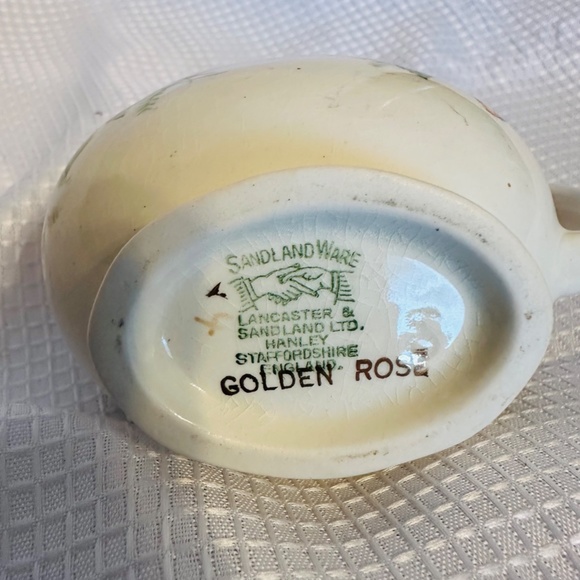 SANDLAND WARE
LANCASTER &
SANDLAND LTD.
HANLEY
STAFFORDSHIRE
ENGLAND.
GOLDEN ROSE